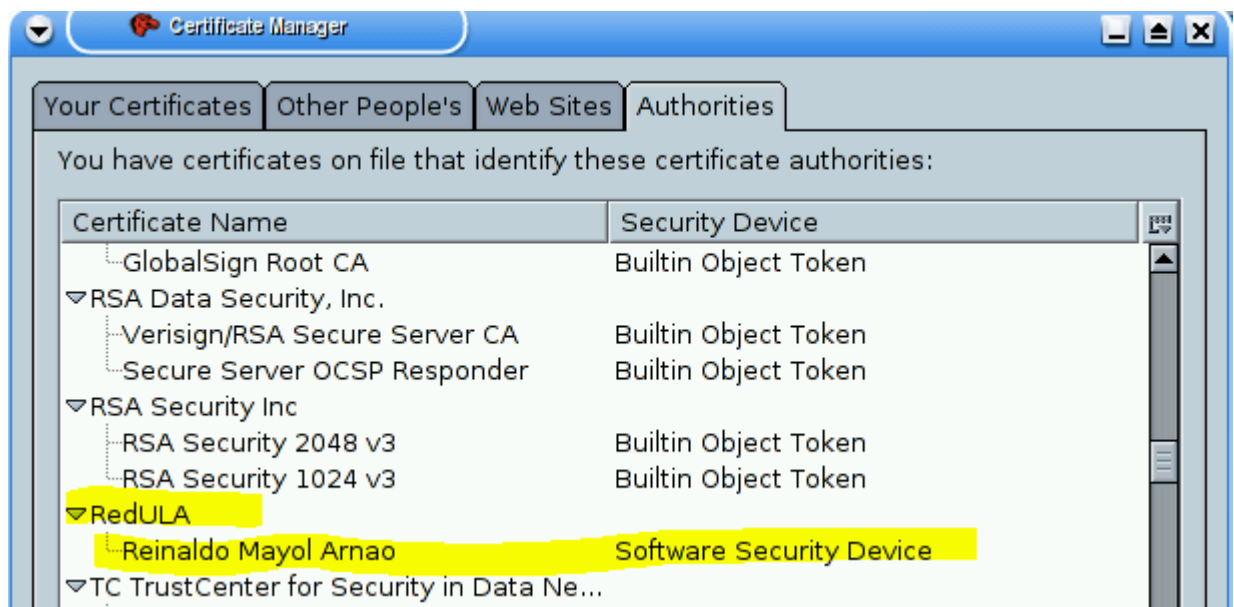 Certificate Manager
Your Certificates Other People's Web Sites Authorities
You have certificates on file that identify these certificate authorities:
Certificate Name Security Device
GlobalSign Root CA Builtin Object Token
RSA Data Security, Inc.
Verisign/RSA Secure Server CA Builtin Object Token
Secure Server OCSP Responder Builtin Object Token
RSA Security Inc
RSA Security 2048 v3 Builtin Object Token
RSA Security 1024 v3 Builtin Object Token
RedULA
Reinaldo Mayol Arnao Software Security Device
TC TrustCenter for Security in Data Ne...